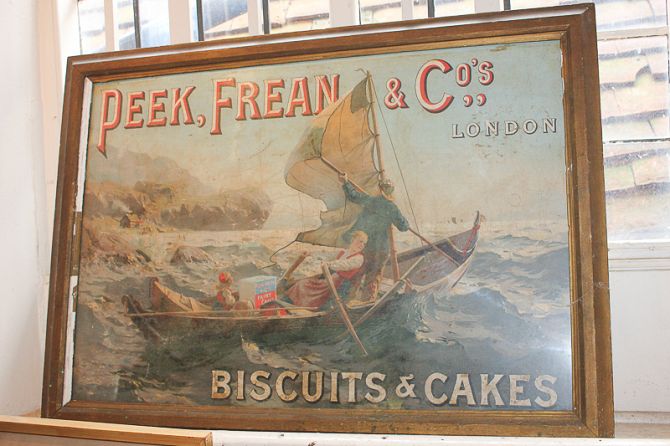 PEEK, FREAN & Co's,,
LONDON
BISCUITS & CAKES